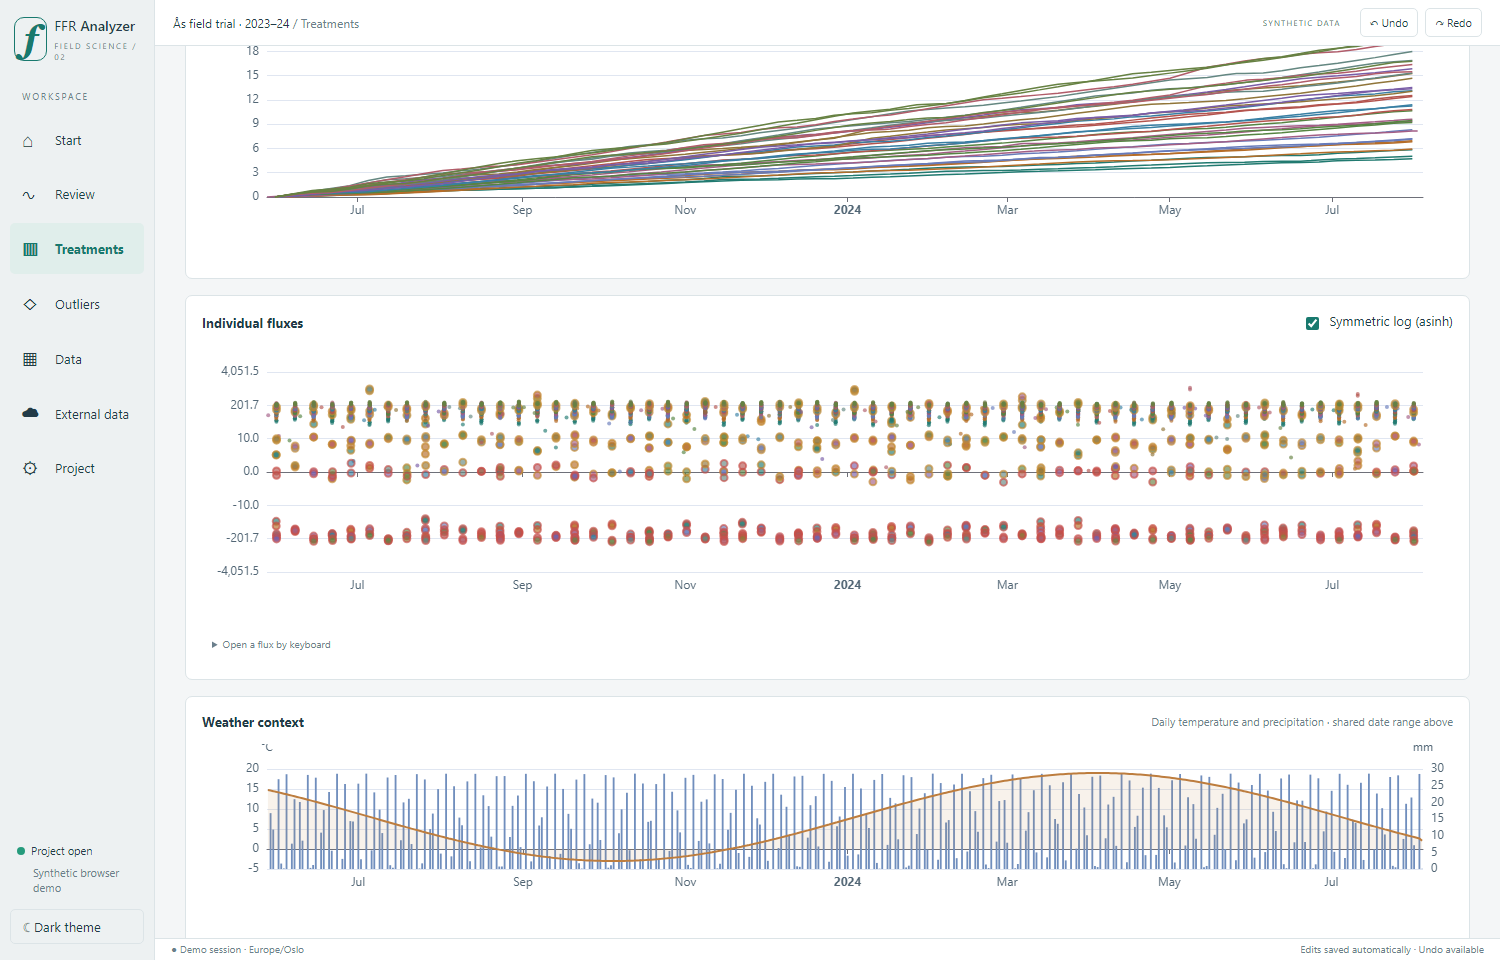 FFR Analyzer
FIELD SCIENCE /
02
WORKSPACE
Start
Review
Treatments
Outliers
Data
External data
Project
Project open
Synthetic browser
demo
Dark theme
Ås field trial · 2023–24 / Treatments
SYNTHETIC DATA
Undo
Redo
18
15
12
9
6
3
0
Jul
Sep
Nov
2024
Mar
May
Jul
Individual fluxes
Symmetric log (asinh)
4,051.5
201.7
10.0
0.0
-10.0
-201.7
-4,051.5
Jul
Sep
Nov
2024
Mar
May
Jul
Open a flux by keyboard
Weather context
Daily temperature and precipitation · shared date range above
°C
mm
20
15
10
5
0
-5
30
25
20
15
10
5
0
Jul
Sep
Nov
2024
Mar
May
Jul
Demo session · Europe/Oslo
Edits saved automatically · Undo available